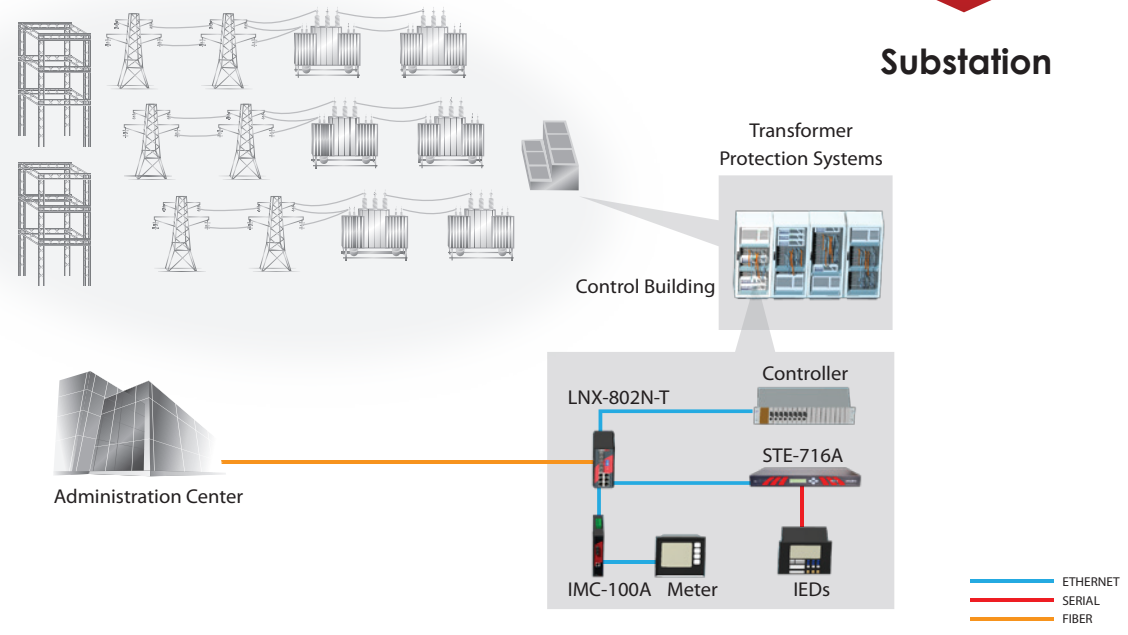 Substation
Transformer
Protection Systems
Control Building
Controller
LNX-802N-T
STE-716A
Administration Center
IMC-100A
Meter
IEDs
ETHERNET
SERIAL
FIBER